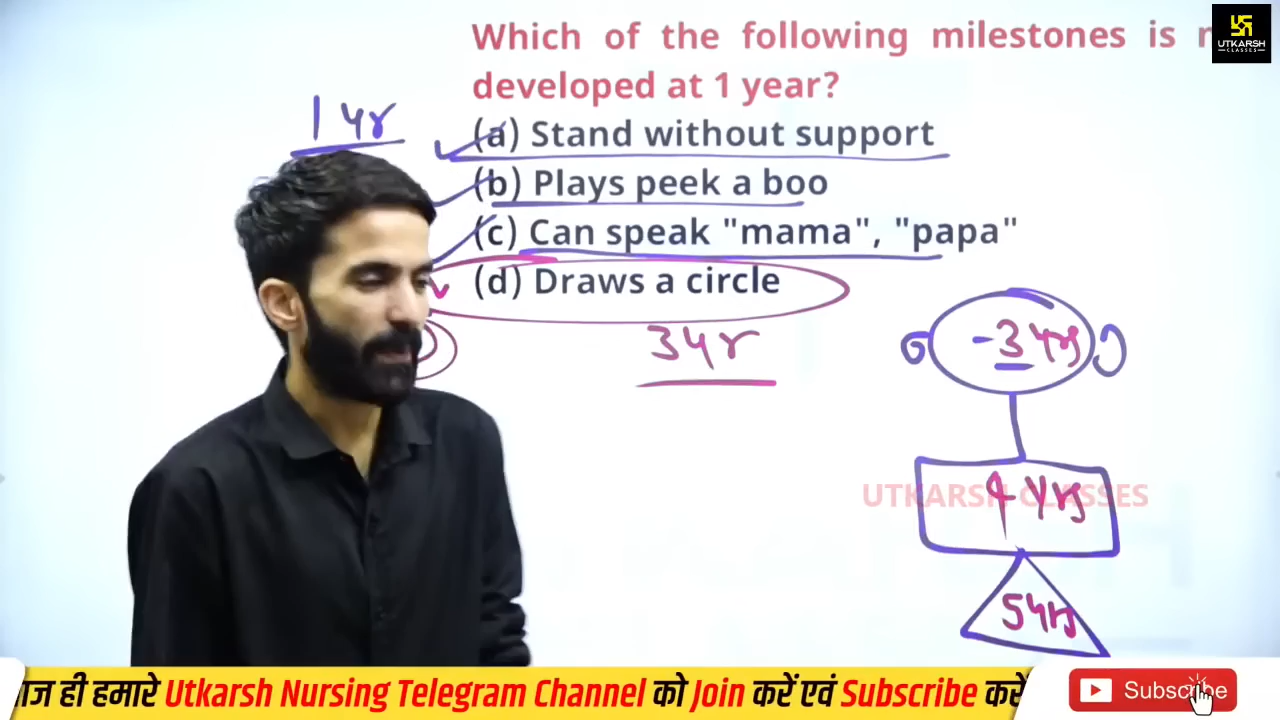 Which of the following milestones is
developed at 1 year?
1 yr
(a) Stand without support
(b) Plays peek a boo
(c) Can speak "mama", "papa"
(d) Draws a circle
3 yr
-3 yrs
4 yrs
5 yrs
UTKARSH CLASSES
UTKARSH
CLASSES
ही हमारे Utkarsh Nursing Telegram Channel को Join करें एवं Subscribe करें
Subscribe